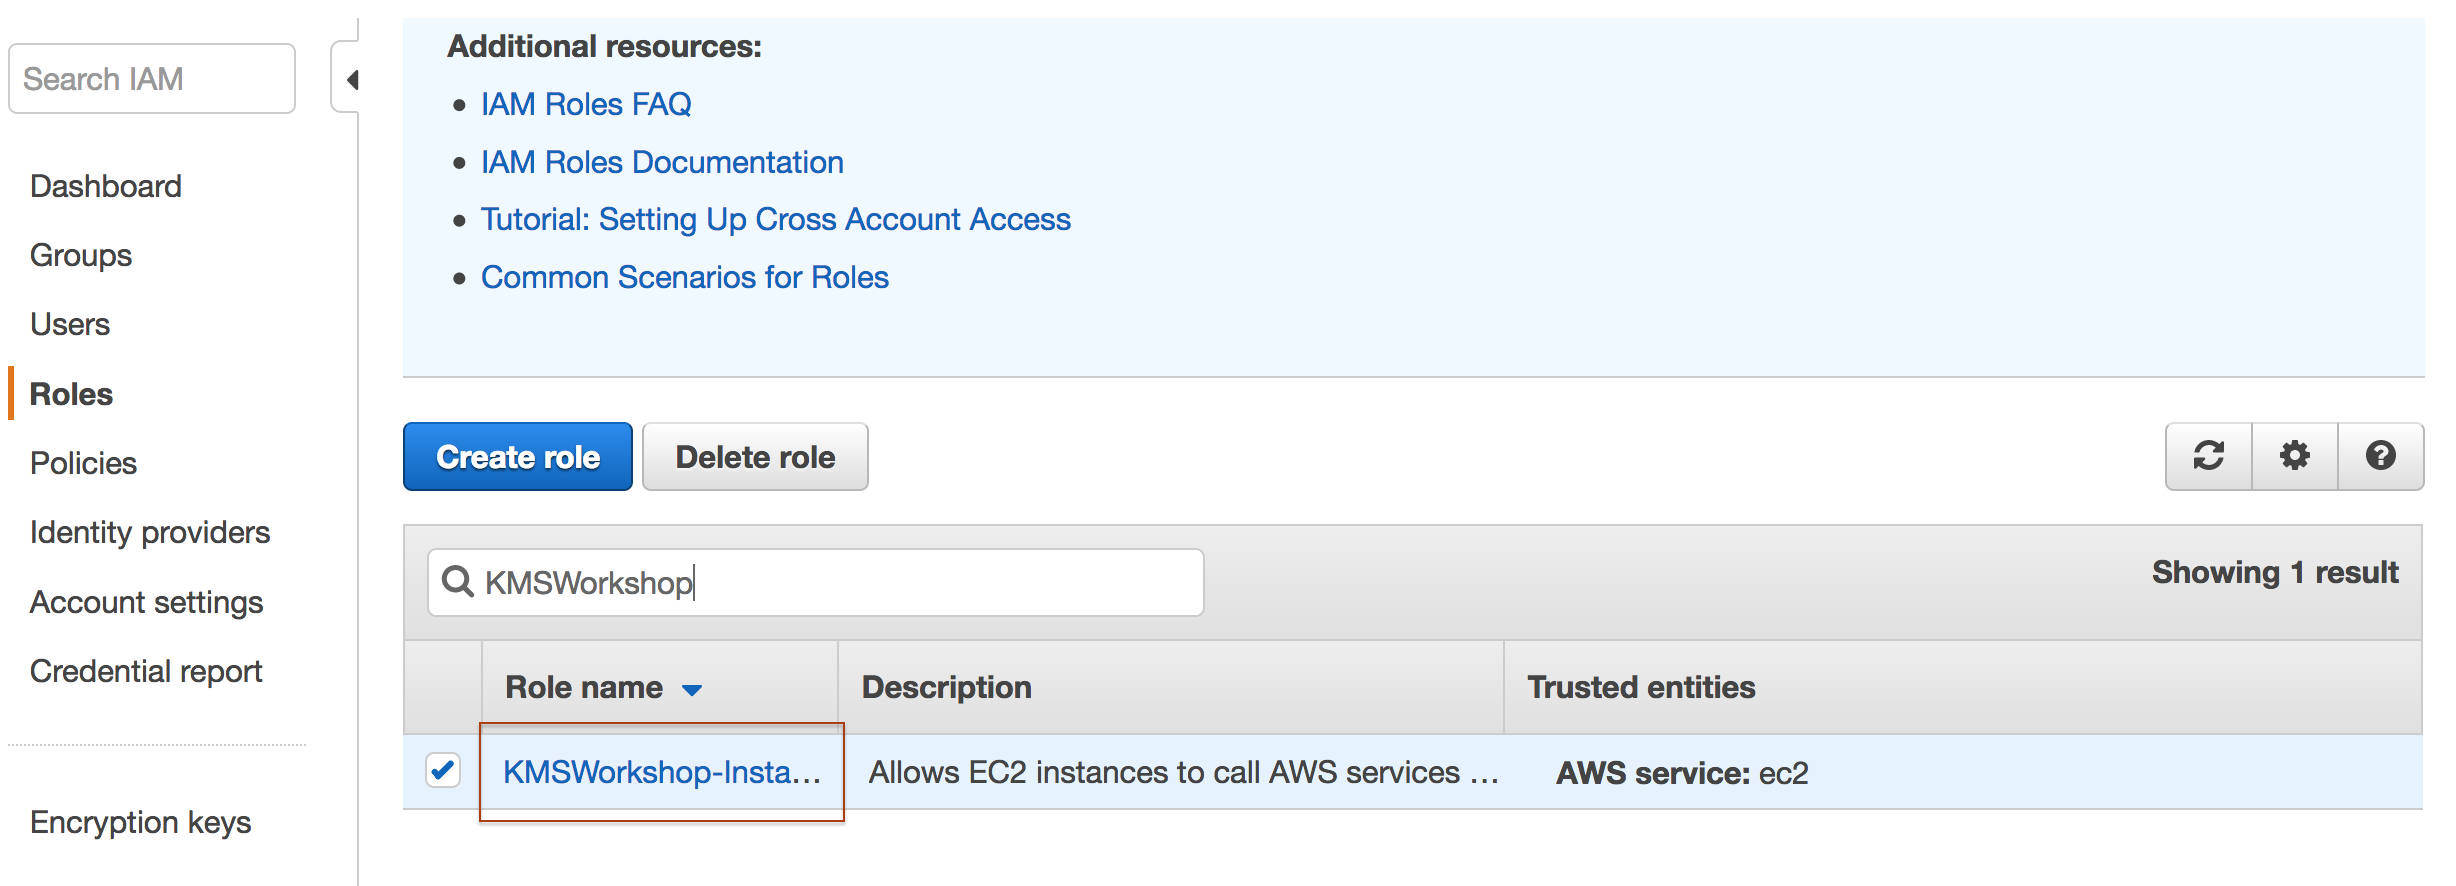 Search IAM
Dashboard
Groups
Users
Roles
Policies
Identity providers
Account settings
Credential report
Encryption keys
Additional resources:
IAM Roles FAQ
IAM Roles Documentation
Tutorial: Setting Up Cross Account Access
Common Scenarios for Roles
Create role
Delete role
KMSWorkshop
Showing 1 result
Role name
Description
Trusted entities
KMSWorkshop-Insta...
Allows EC2 instances to call AWS services ...
AWS service: ec2